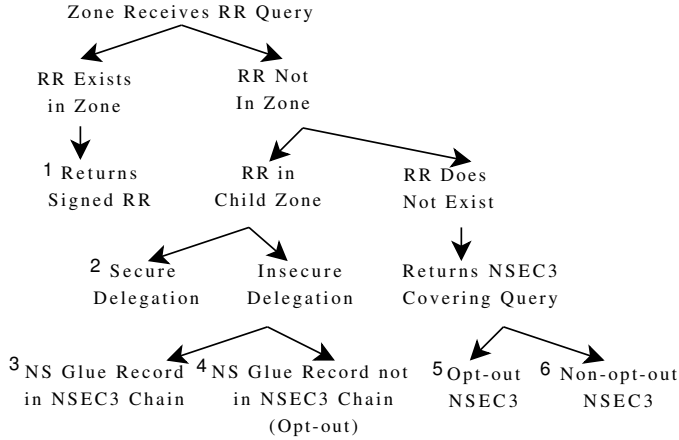 Zone Receives RR Query
RR Exists
in Zone
RR Not
In Zone
1 Returns
Signed RR
RR in
Child Zone
RR Does
Not Exist
2 Secure
Delegation
Insecure
Delegation
Returns NSEC3
Covering Query
3 NS Glue Record
in NSEC3 Chain
4 NS Glue Record not
in NSEC3 Chain
(Opt-out)
5 Opt-out
NSEC3
6 Non-opt-out
NSEC3